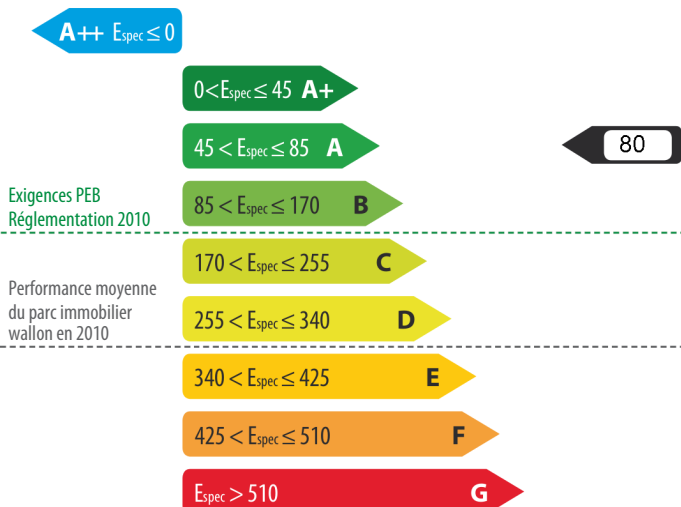 A++ Espec ≤ 0
0<Espec ≤ 45 A+
45 < Espec ≤ 85 A
80
Exigences PEB
Réglementation 2010
85 < Espec ≤ 170 B
170 < Espec ≤ 255 C
Performance moyenne
du parc immobilier
wallon en 2010
255 < Espec ≤ 340 D
340 < Espec ≤ 425 E
425 < Espec ≤ 510 F
Espec > 510 G